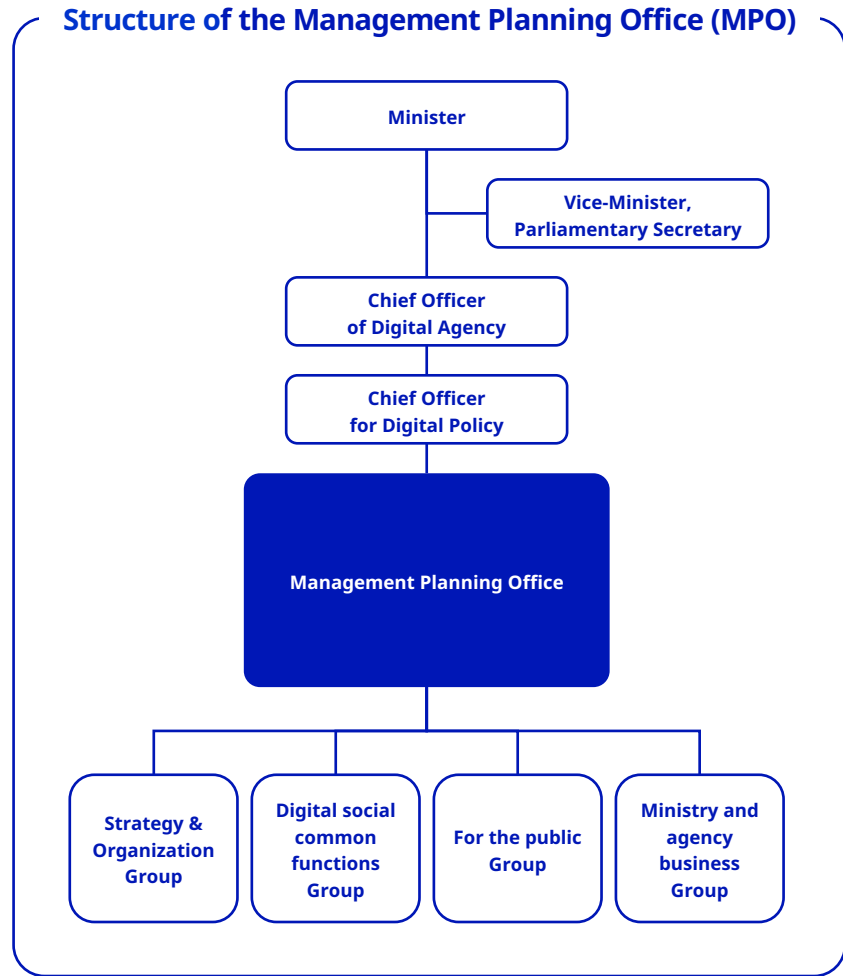 Structure of the Management Planning Office (MPO)
Minister
Vice-Minister,
Parliamentary Secretary
Chief Officer
of Digital Agency
Chief Officer
for Digital Policy
Management Planning Office
Strategy &
Organization
Group
Digital social
common
functions
Group
For the public
Group
Ministry and
agency
business
Group